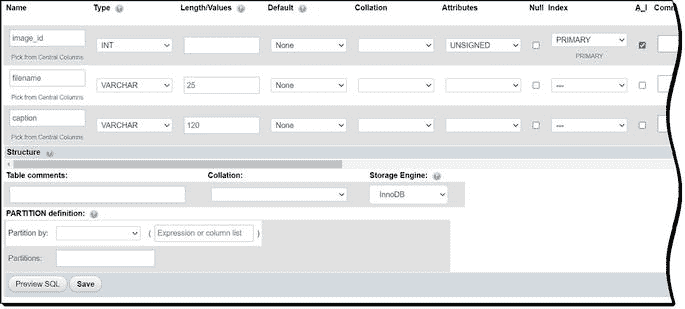 Name Type Length/Values Default Collation Attributes Null Index A_I
image_id INT None UNSIGNED PRIMARY
Pick from Central Columns PRIMARY
filename VARCHAR 25 None ---
Pick from Central Columns
caption VARCHAR 120 None ---
Pick from Central Columns
Structure
Table comments: Collation: Storage Engine:
InnoDB
PARTITION definition:
Partition by: ( Expression or column list )
Partitions:
Preview SQL Save